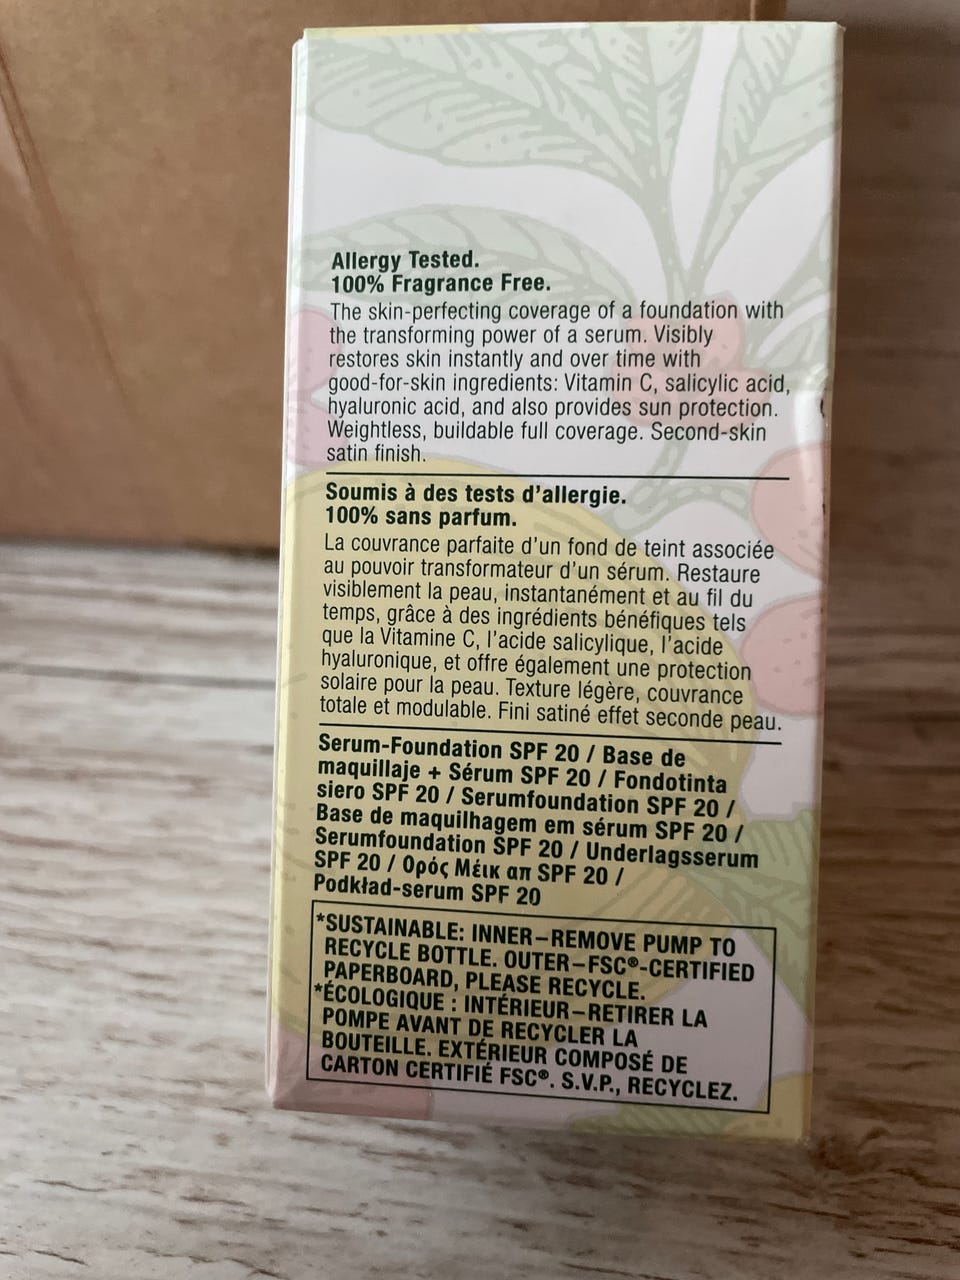 Allergy Tested.
100% Fragrance Free.
The skin-perfecting coverage of a foundation with
the transforming power of a serum. Visibly
restores skin instantly and over time with
good-for-skin ingredients: Vitamin C, salicylic acid,
hyaluronic acid, and also provides sun protection.
Weightless, buildable full coverage. Second-skin
satin finish.
Soumis à des tests d'allergie.
100% sans parfum.
La couvrance parfaite d'un fond de teint associée
au pouvoir transformateur d'un sérum. Restaure
visiblement la peau, instantanément et au fil du
temps, grâce à des ingrédients bénéfiques tels
que la Vitamine C, l'acide salicylique, l'acide
hyaluronique, et offre également une protection
solaire pour la peau. Texture légère, couvrance
totale et modulable. Fini satiné effet seconde peau.
Serum-Foundation SPF 20 / Base de
maquillaje + Sérum SPF 20 / Fondotinta
siero SPF 20 / Serumfoundation SPF 20 /
Base de maquilhagem em sérum SPF 20 /
Serumfoundation SPF 20 / Underlagsserum
SPF 20 / Ορός Μέικ απ SPF 20 /
Podkład-serum SPF 20
*SUSTAINABLE: INNER–REMOVE PUMP TO
RECYCLE BOTTLE. OUTER–FSC®-CERTIFIED
PAPERBOARD, PLEASE RECYCLE.
*ÉCOLOGIQUE : INTÉRIEUR–RETIRER LA
POMPE AVANT DE RECYCLER LA
BOUTEILLE. EXTÉRIEUR COMPOSÉ DE
CARTON CERTIFIÉ FSC®. S.V.P., RECYCLEZ.